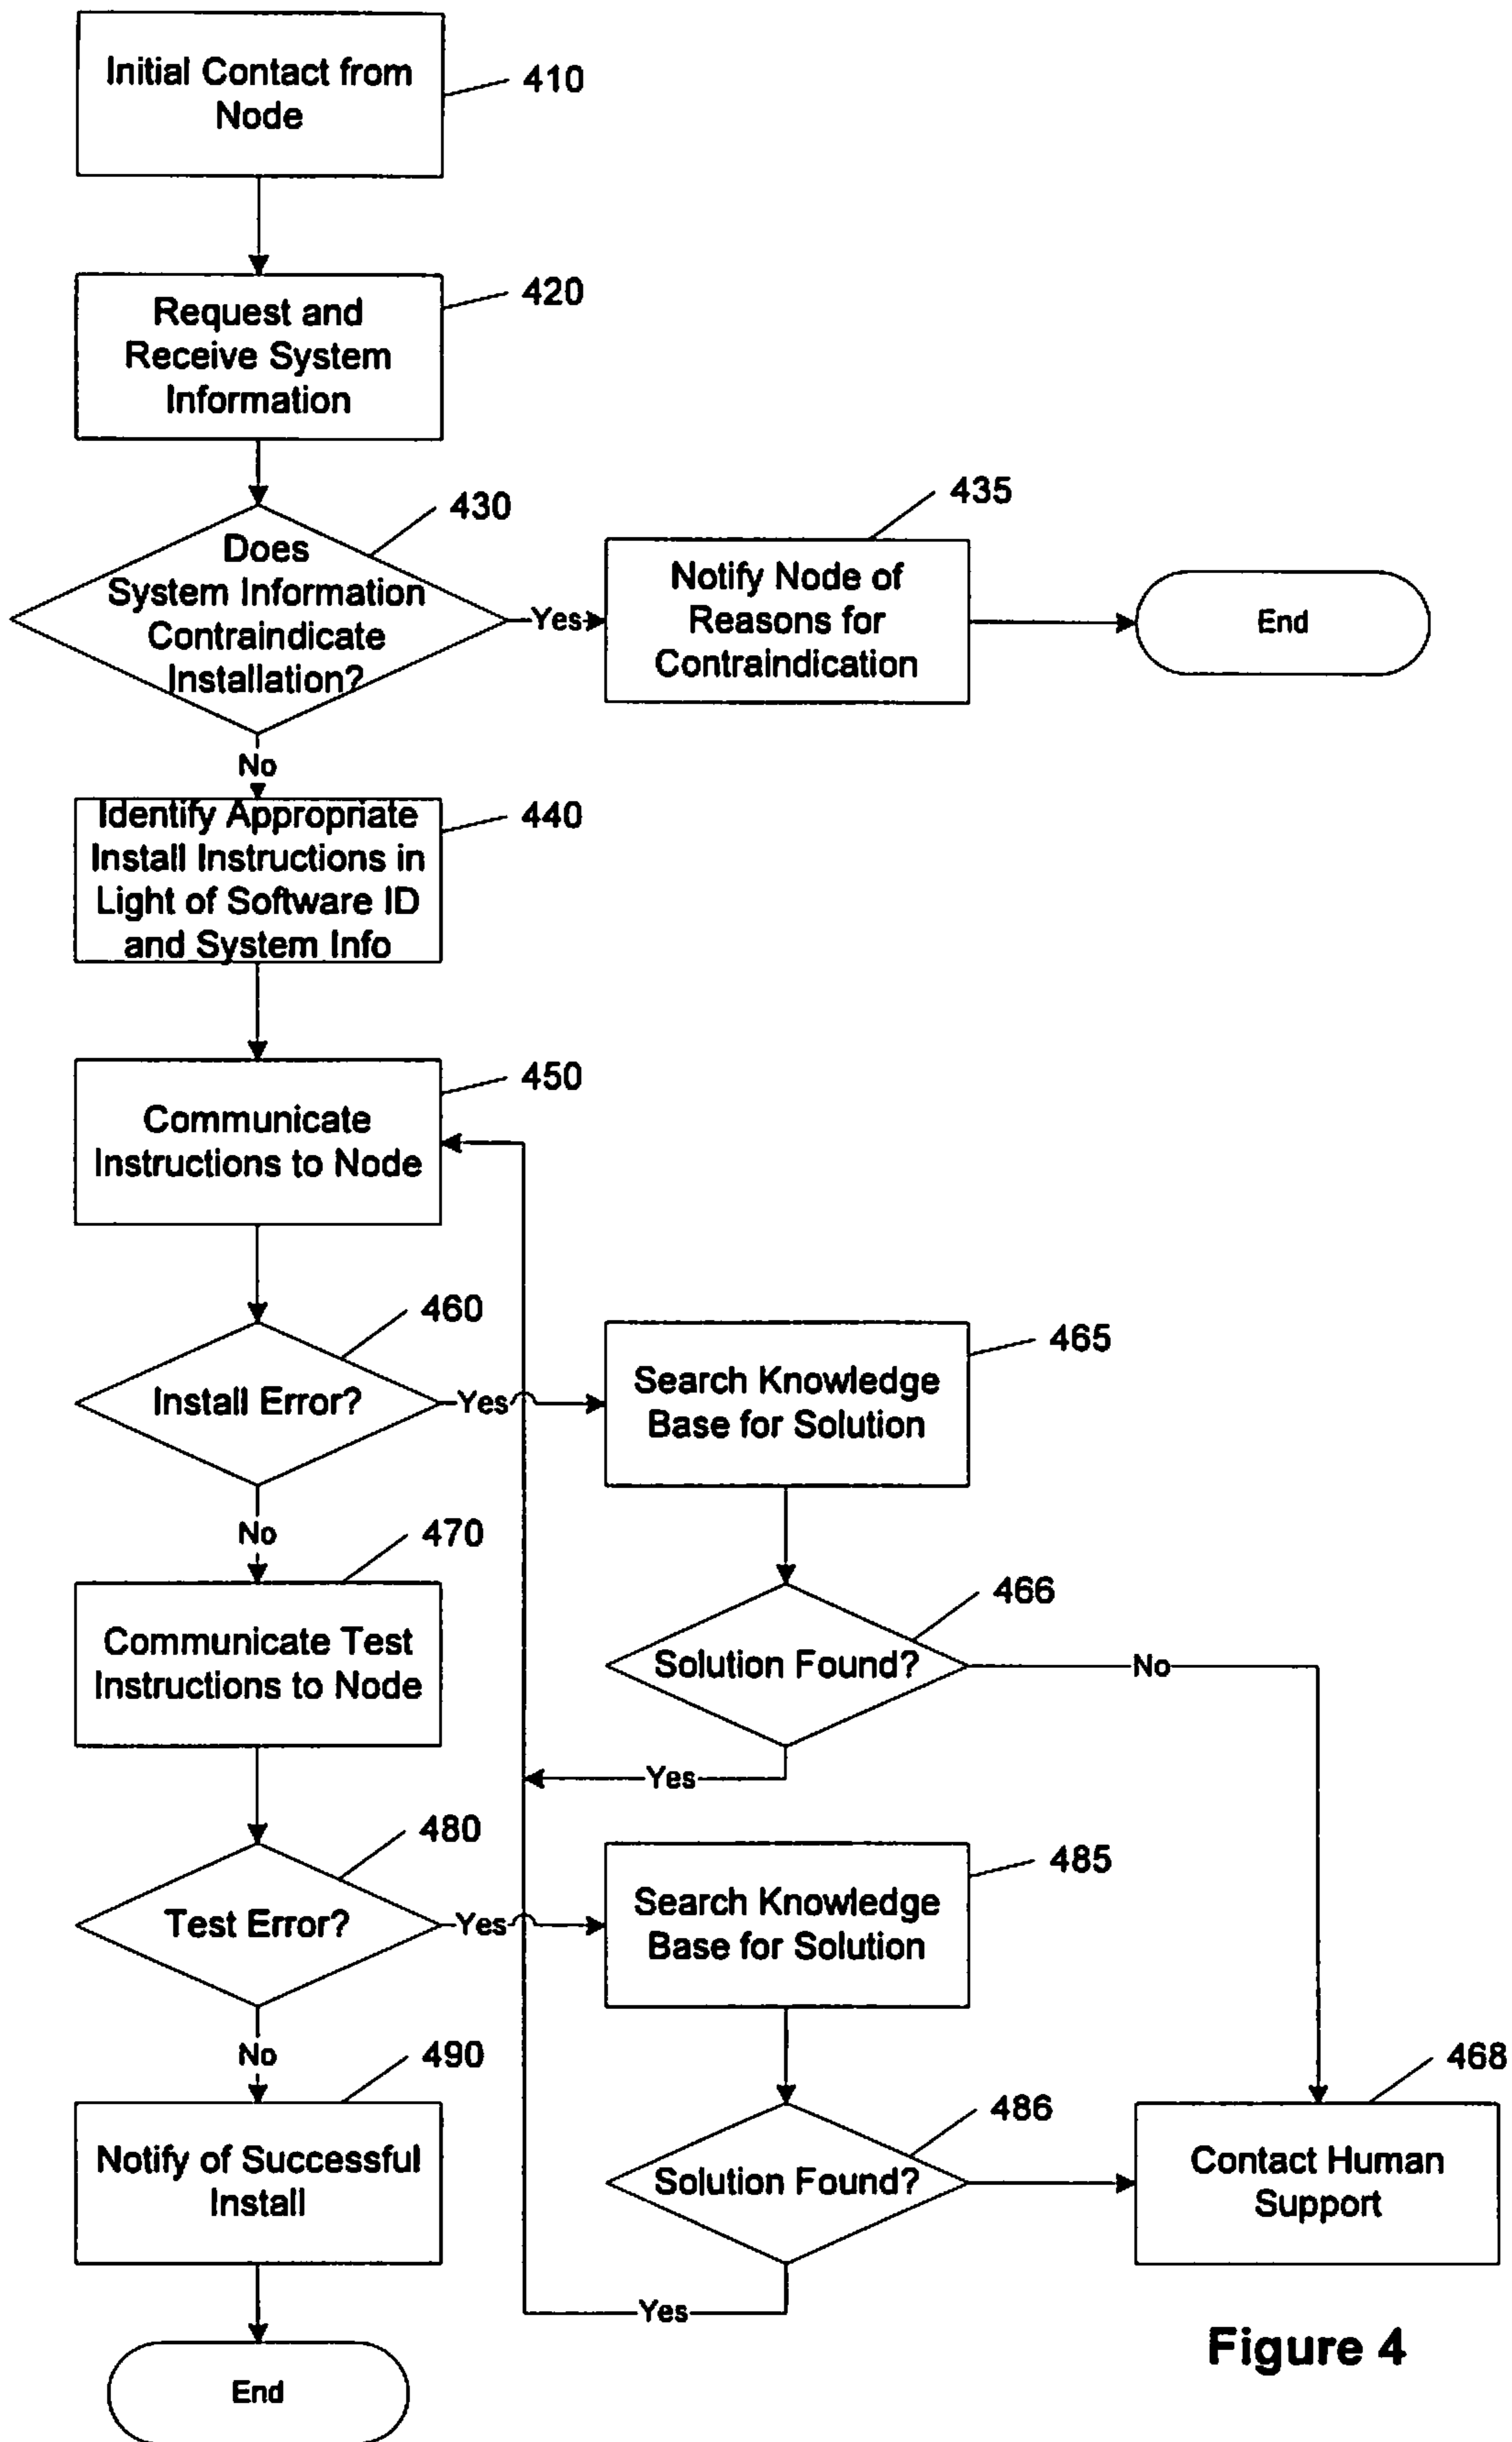 Initial Contact from
Node
410
Request and
Receive System
Information
420
Does
System Information
Contraindicate
Installation?
430
Yes
Notify Node of
Reasons for
Contraindication
435
End
No
Identify Appropriate
Install Instructions in
Light of Software ID
and System Info
440
Communicate
Instructions to Node
450
Install Error?
460
Yes
Search Knowledge
Base for Solution
465
No
Communicate Test
Instructions to Node
470
Solution Found?
466
No
Yes
Test Error?
480
Yes
Search Knowledge
Base for Solution
485
No
Notify of Successful
Install
490
Solution Found?
486
Contact Human
Support
468
Yes
End
Figure 4